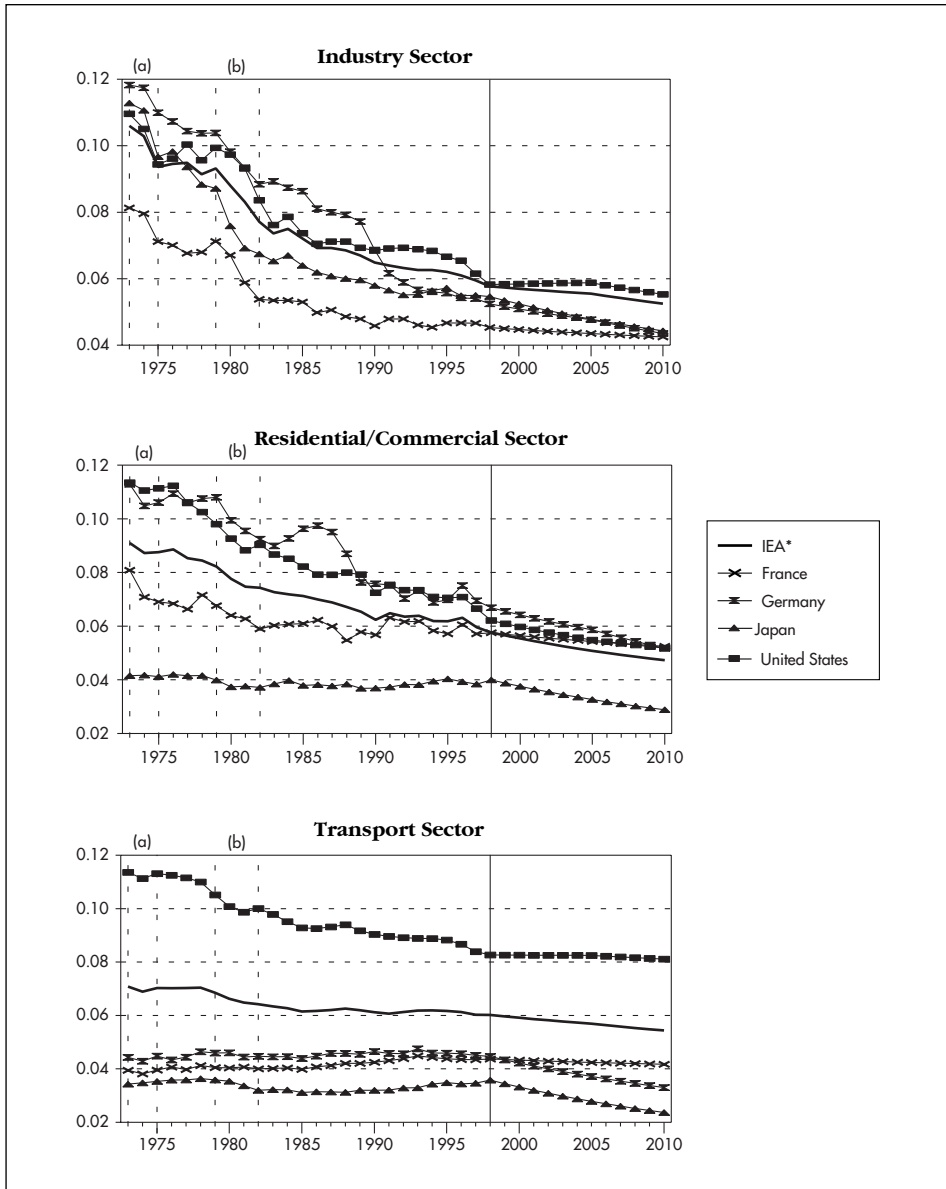 Industry Sector
(a) (b)
0.12
0.10
0.08
0.06
0.04
1975 1980 1985 1990 1995 2000 2005 2010
Residential/Commercial Sector
(a) (b)
0.12
0.10
0.08
0.06
0.04
0.02
1975 1980 1985 1990 1995 2000 2005 2010
IEA*
France
Germany
Japan
United States
Transport Sector
(a) (b)
0.12
0.10
0.08
0.06
0.04
0.02
1975 1980 1985 1990 1995 2000 2005 2010